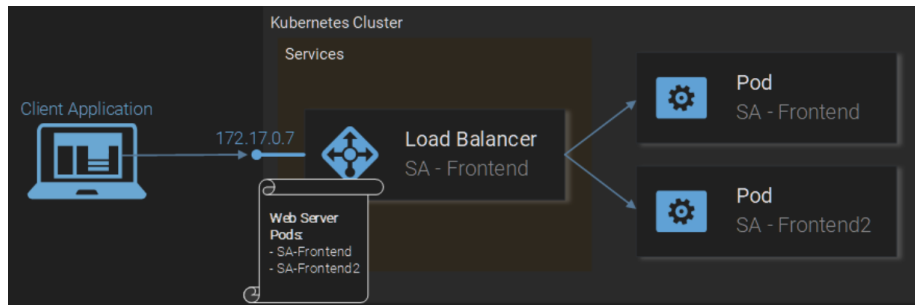 Kubernetes Cluster
Services
Client Application
172.17.0.7
Load Balancer
SA - Frontend
Web Server
Pods:
- SA-Frontend
- SA-Frontend2
Pod
SA - Frontend
Pod
SA - Frontend2